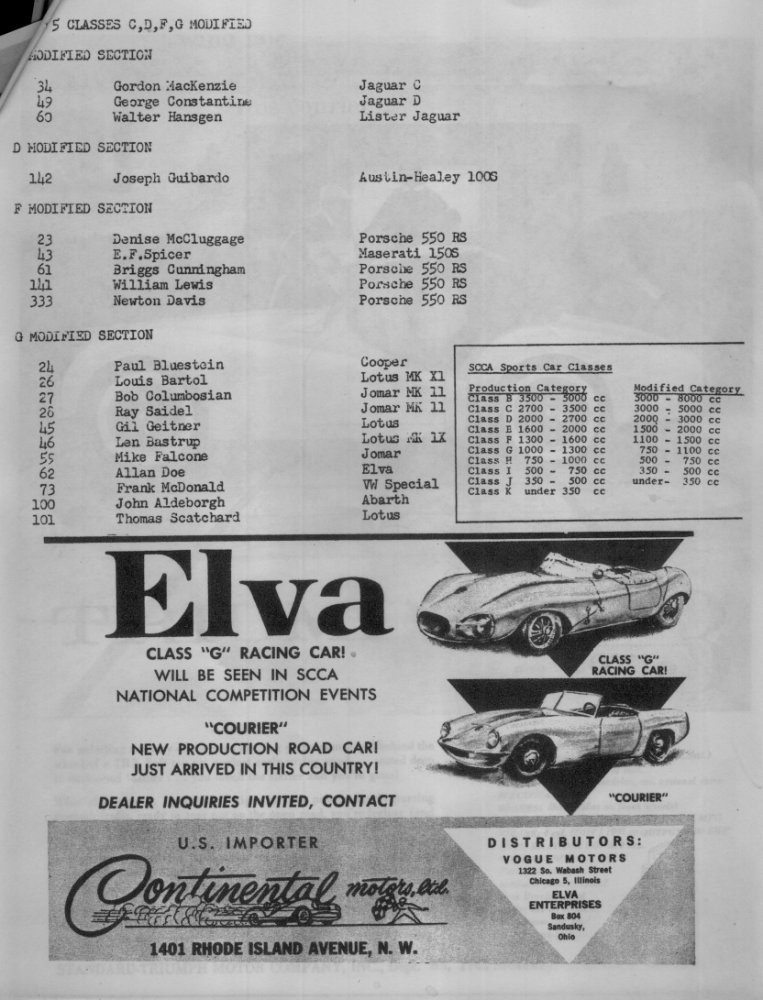 5 CLASSES C,D,F,G MODIFIED
MODIFIED SECTION
34 Gordon MacKenzie Jaguar C
49 George Constantine Jaguar D
60 Walter Hansgen Lister Jaguar
D MODIFIED SECTION
142 Joseph Guibardo Austin-Healey 100S
F MODIFIED SECTION
23 Denise McCluggage Porsche 550 RS
43 E.F.Spicer Maserati 150S
61 Briggs Cunningham Porsche 550 RS
141 William Lewis Porsche 550 RS
333 Newton Davis Porsche 550 RS
G MODIFIED SECTION
24 Paul Bluestein Cooper
26 Louis Bartol Lotus MK X1
27 Bob Columbosian Jomar MK 11
28 Ray Saidel Jomar MK 11
45 Gil Geitner Lotus
46 Len Bastrup Lotus MK 1X
55 Mike Falcone Jomar
62 Allan Doe Elva
73 Frank McDonald VW Special
100 John Aldeborgh Abarth
101 Thomas Scatchard Lotus
SCCA Sports Car Classes
Production Category Modified Category
Class B 3500 - 5000 cc 5000 - 8000 cc
Class C 2700 - 3500 cc 3000 - 5000 cc
Class D 2000 - 2700 cc 2000 - 3000 cc
Class E 1600 - 2000 cc 1500 - 2000 cc
Class F 1300 - 1600 cc 1100 - 1500 cc
Class G 1000 - 1300 cc 750 - 1100 cc
Class H 750 - 1000 cc 500 - 750 cc
Class I 500 - 750 cc 350 - 500 cc
Class J 350 - 500 cc under- 350 cc
Class K under 350 cc
Elva
CLASS "G" RACING CAR!
WILL BE SEEN IN SCCA
NATIONAL COMPETITION EVENTS
CLASS "G"
RACING CAR!
"COURIER"
NEW PRODUCTION ROAD CAR!
JUST ARRIVED IN THIS COUNTRY!
"COURIER"
DEALER INQUIRIES INVITED, CONTACT
U.S. IMPORTER
Continental motors, ltd.
1401 RHODE ISLAND AVENUE, N. W.
DISTRIBUTORS:
VOGUE MOTORS
1322 So. Wabash Street
Chicago 5, Illinois
ELVA
ENTERPRISES
Box 804
Sandusky,
Ohio